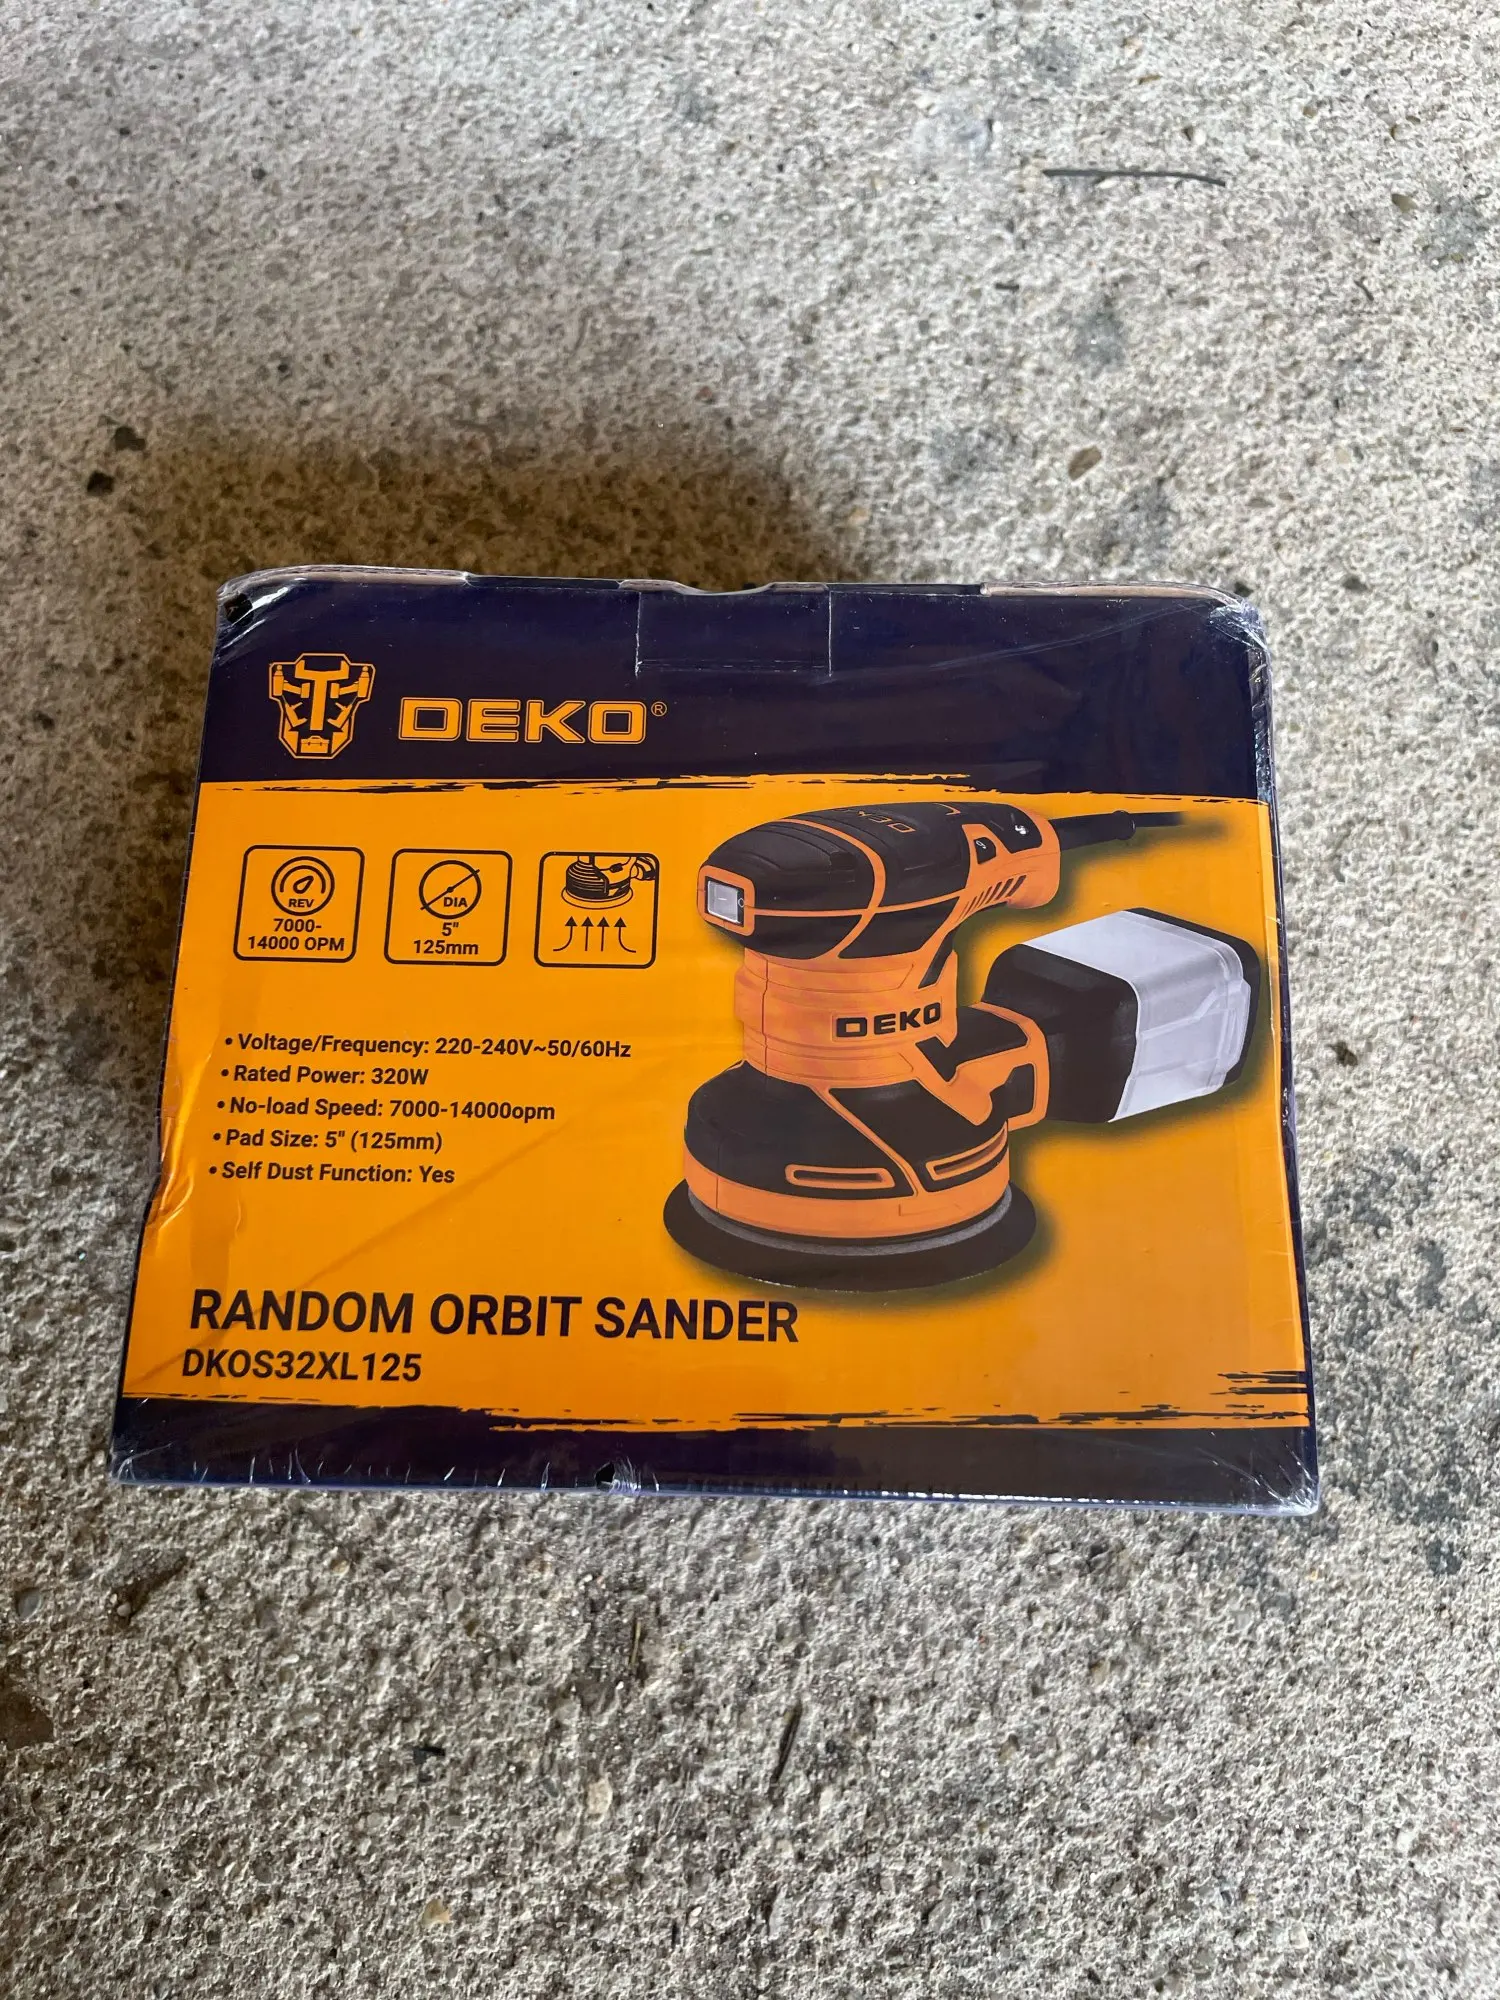 DEKO®
REV
7000-
14000 OPM
DIA
5"
125mm
• Voltage/Frequency: 220-240V~50/60Hz
• Rated Power: 320W
• No-load Speed: 7000-14000opm
• Pad Size: 5" (125mm)
• Self Dust Function: Yes
DEKO
DEKO
RANDOM ORBIT SANDER
DKOS32XL125